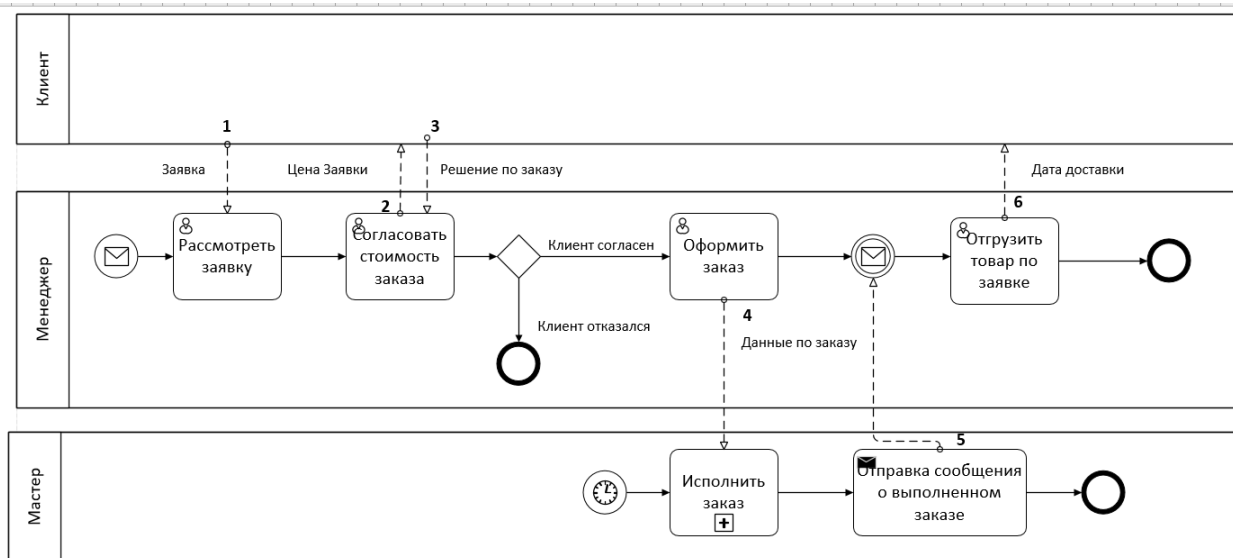 Клиент
1
3
Заявка
Цена Заявки
Решение по заказу
Дата доставки
Менеджер
2
6
Рассмотреть
заявку
Согласовать
стоимость
заказа
Клиент согласен
Оформить
заказ
Отгрузить
товар по
заявке
Клиент отказался
4
Данные по заказу
Мастер
5
Исполнить
заказ
Отправка сообщения
о выполненном
заказе